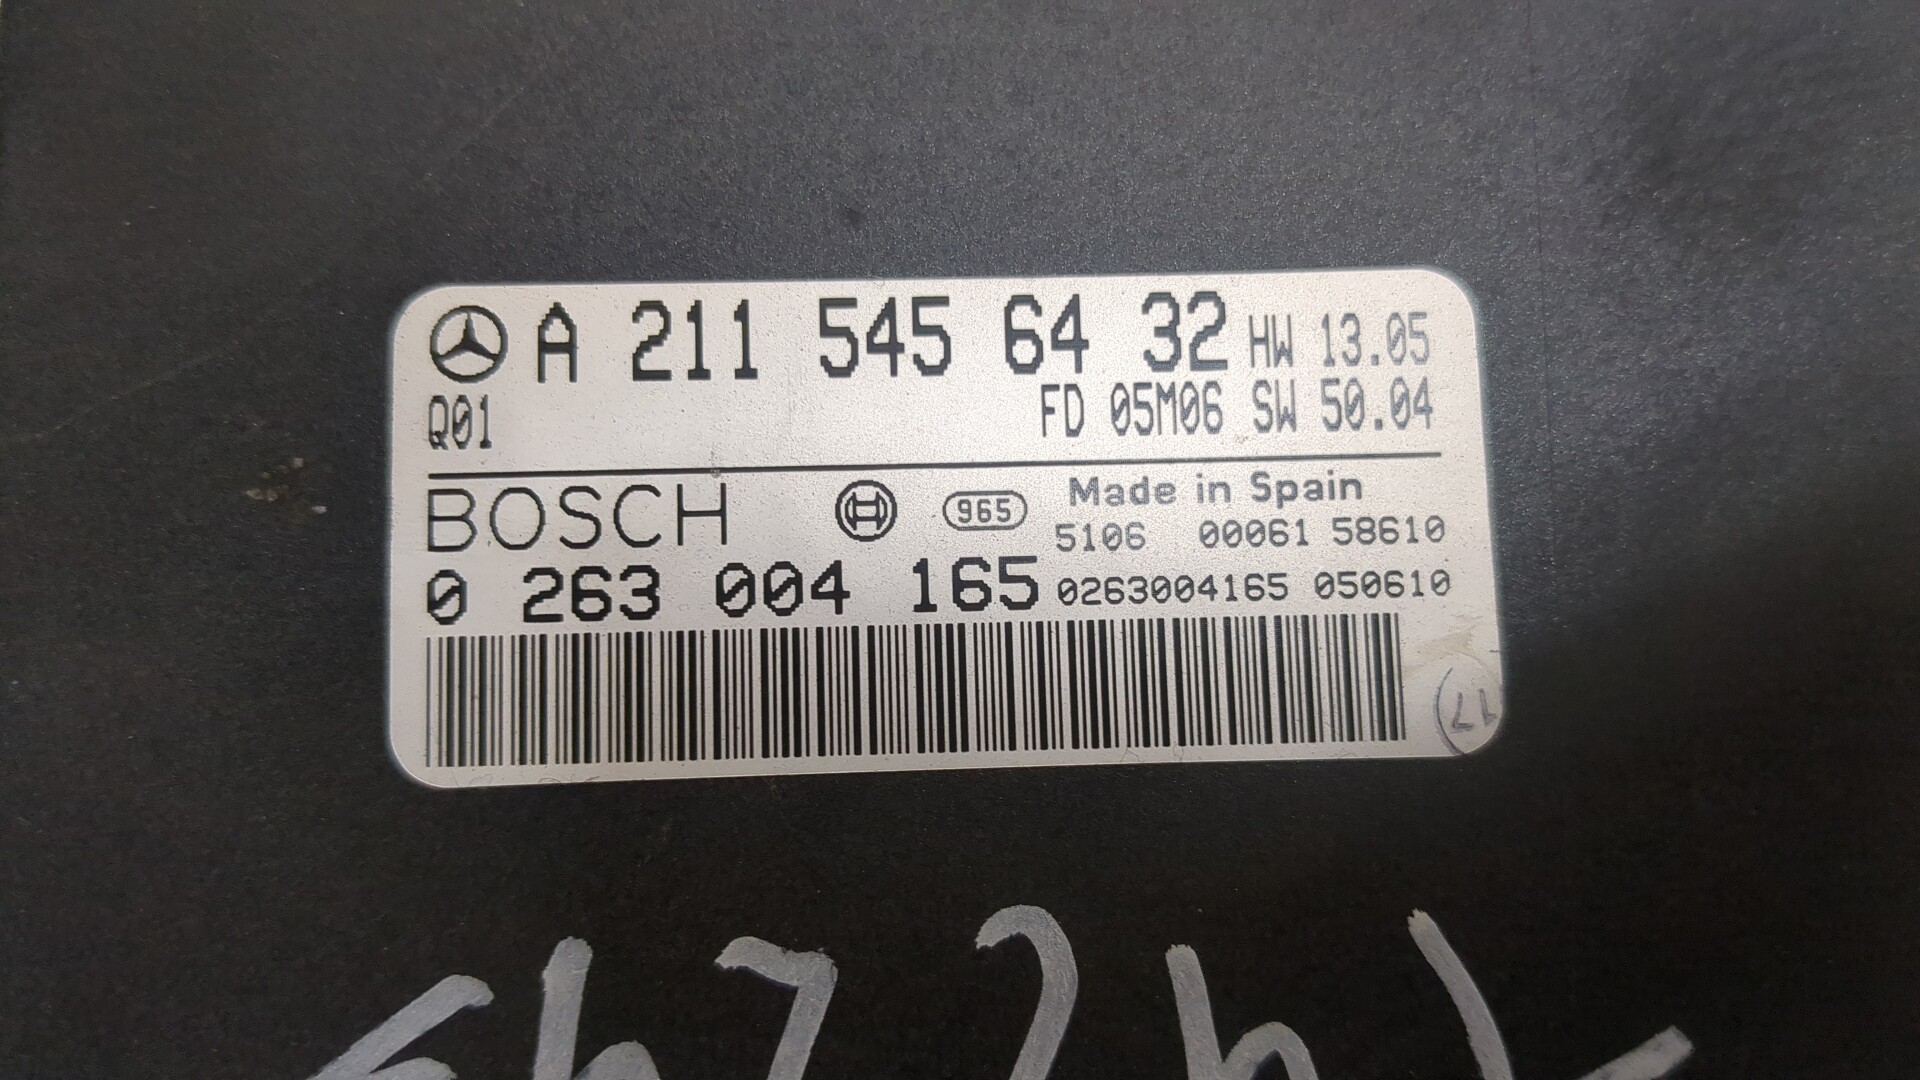 A 211 545 64 32 HW 13.05
Q01 FD 05M06 SW 50.04
BOSCH 965 Made in Spain
5106 00061 58610
0 263 004 165 0263004165 050610
17